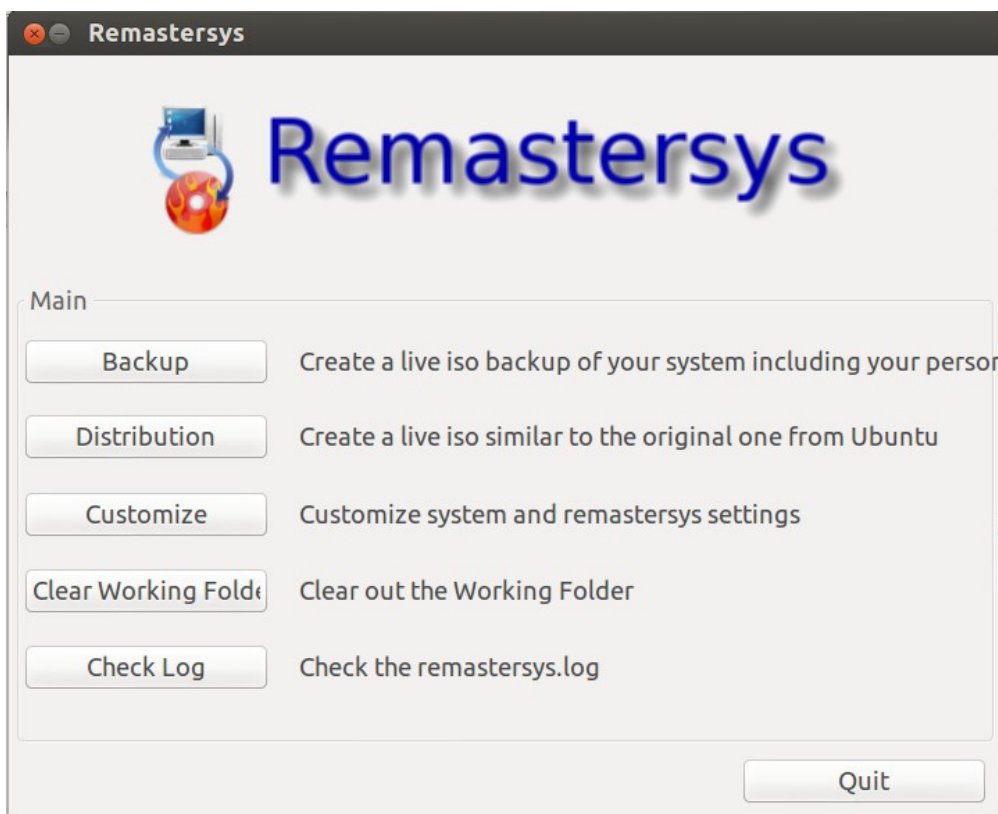 Remastersys
Remastersys
Main
Backup Create a live iso backup of your system including your person
Distribution Create a live iso similar to the original one from Ubuntu
Customize Customize system and remastersys settings
Clear Working Folde Clear out the Working Folder
Check Log Check the remastersys.log
Quit